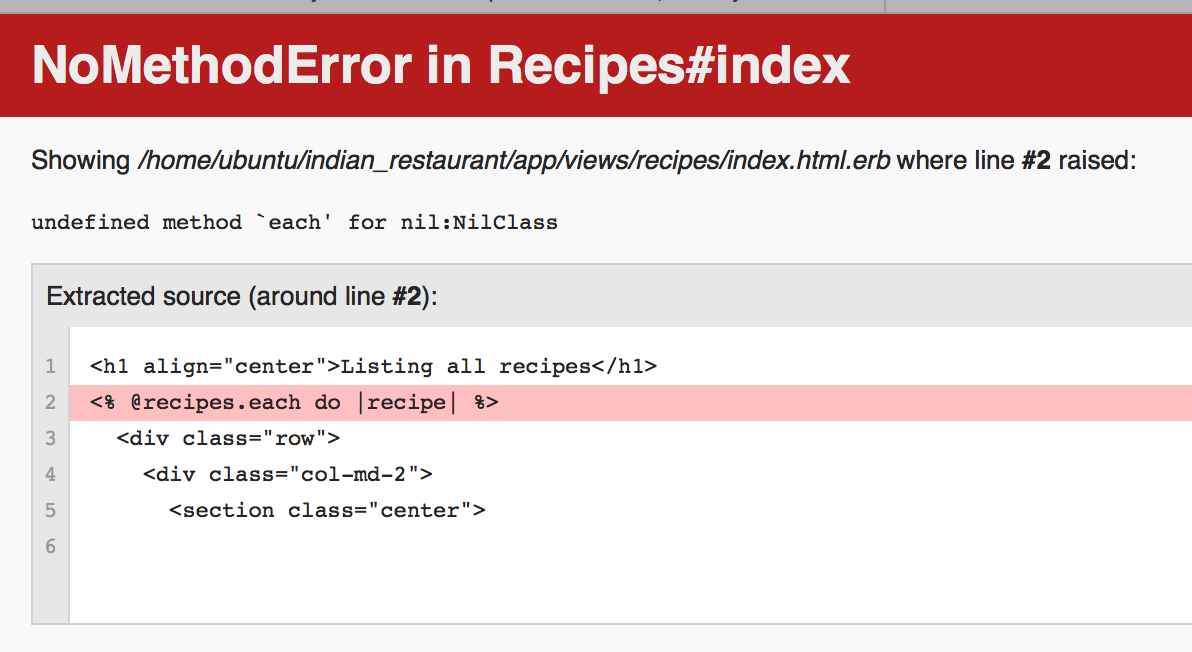 NoMethodError in Recipes#index
Showing /home/ubuntu/indian_restaurant/app/views/recipes/index.html.erb where line #2 raised:
undefined method `each' for nil:NilClass
Extracted source (around line #2):
1 <h1 align="center">Listing all recipes</h1>
2 <% @recipes.each do |recipe| %>
3 <div class="row">
4 <div class="col-md-2">
5 <section class="center">
6